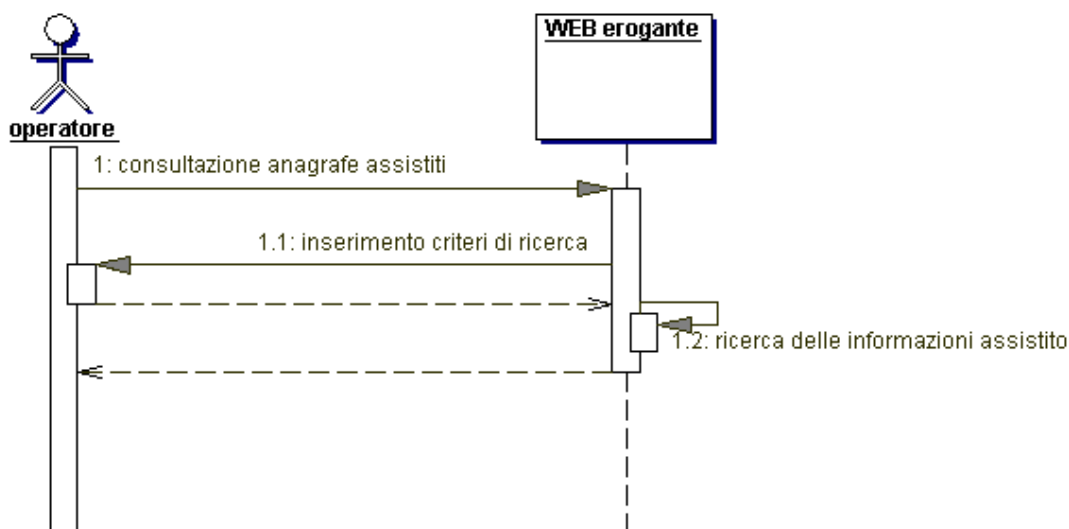 WEB erogante
operatore
1: consultazione anagrafe assistiti
1.1: inserimento criteri di ricerca
1.2: ricerca delle informazioni assistito